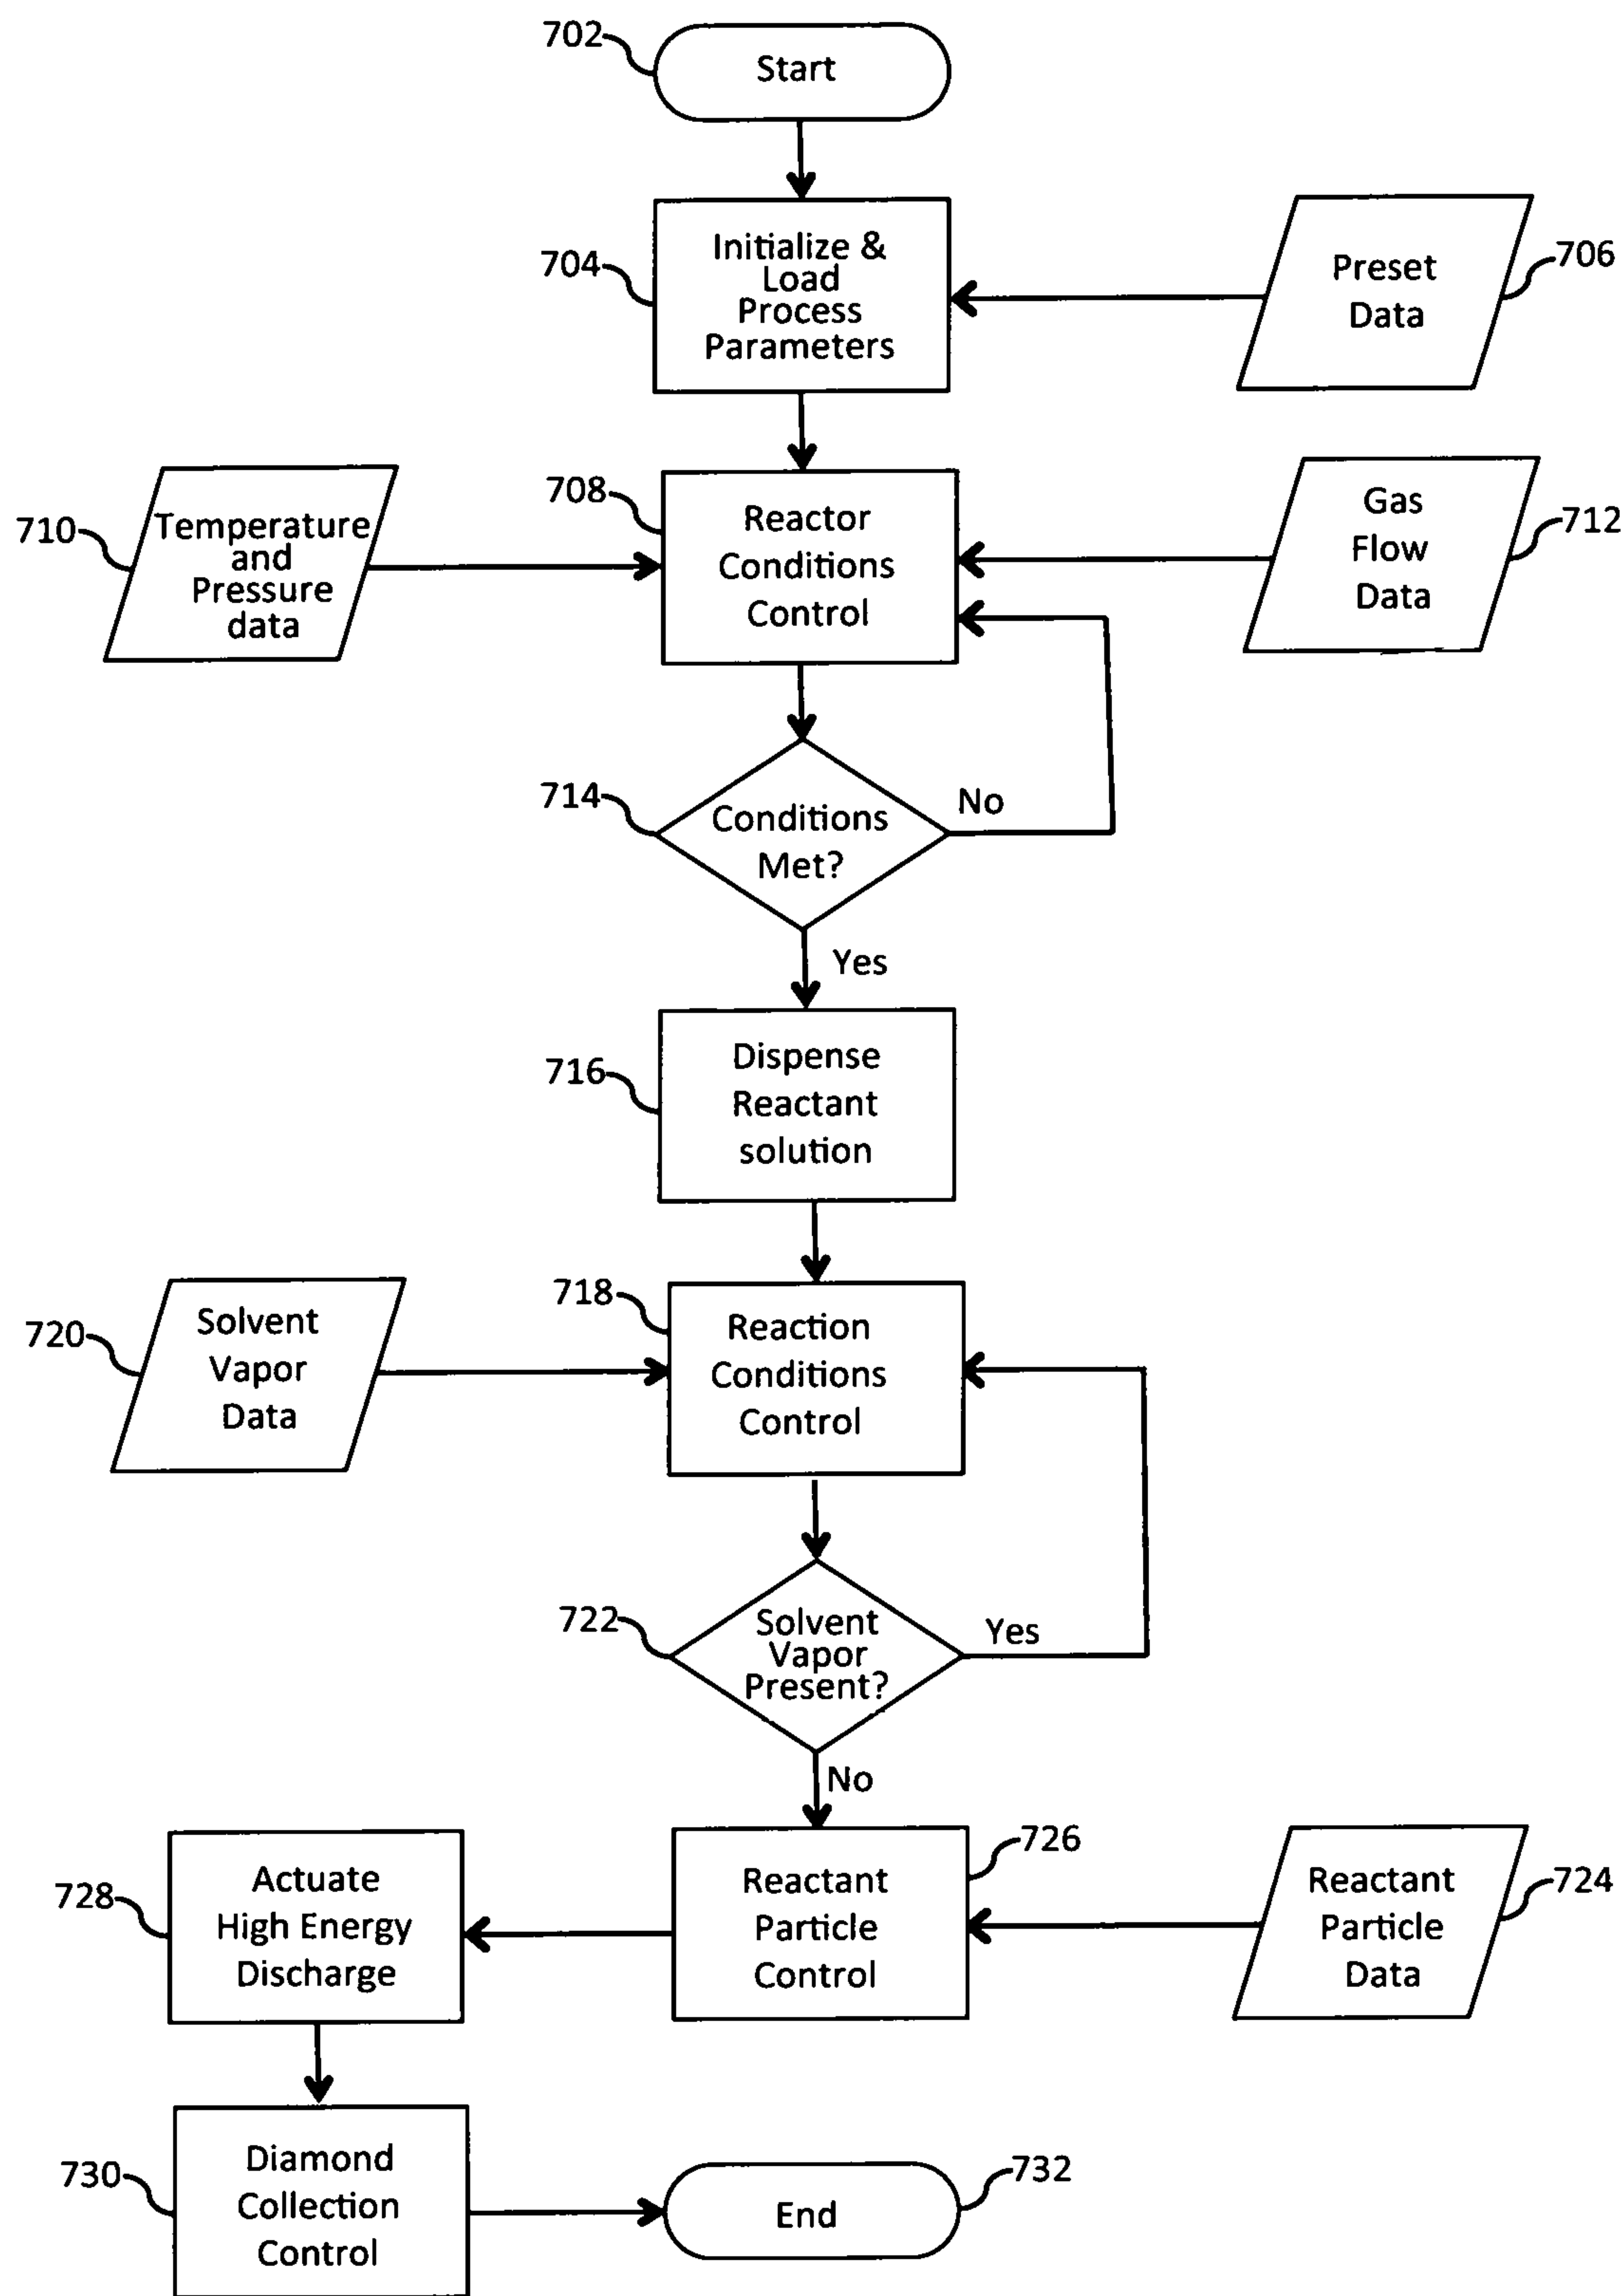 702
Start
704
Initialize &
Load
Process
Parameters
Preset
Data
706
710
Temperature
and
Pressure
data
708
Reactor
Conditions
Control
Gas
Flow
Data
712
714
Conditions
Met?
No
Yes
716
Dispense
Reactant
solution
720
Solvent
Vapor
Data
718
Reaction
Conditions
Control
722
Solvent
Vapor
Present?
Yes
No
728
Actuate
High Energy
Discharge
Reactant
Particle
Control
726
Reactant
Particle
Data
724
730
Diamond
Collection
Control
End
732